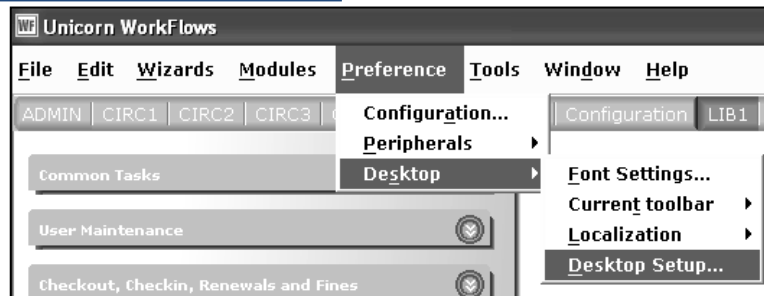 WF Unicorn WorkFlows
File Edit Wizards Modules Preference Tools Window Help
ADMIN CIRC1 CIRC2 CIRC3 Configuration LIB1
Configuration...
Peripherals
Desktop
Font Settings...
Current toolbar
Localization
Desktop Setup...
Common Tasks
User Maintenance
Checkout, Checkin, Renewals and Fines